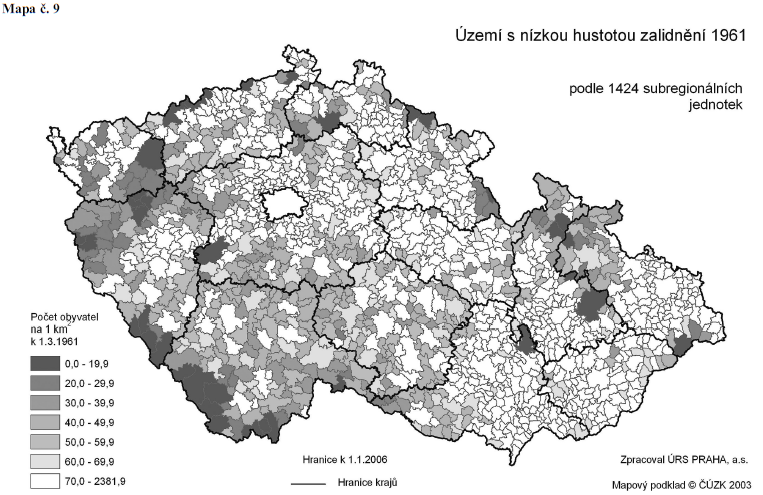 Mapa č. 9
Území s nízkou hustotou zalidnění 1961
podle 1424 subregionálních
jednotek
Počet obyvatel
na 1 km²
k 1.3.1961
0,0 - 19,9
20,0 - 29,9
30,0 - 39,9
40,0 - 49,9
50,0 - 59,9
60,0 - 69,9
70,0 - 2381,9
Hranice k 1.1.2006
Hranice krajů
Zpracoval ÚRS PRAHA, a.s.
Mapový podklad © ČÚZK 2003